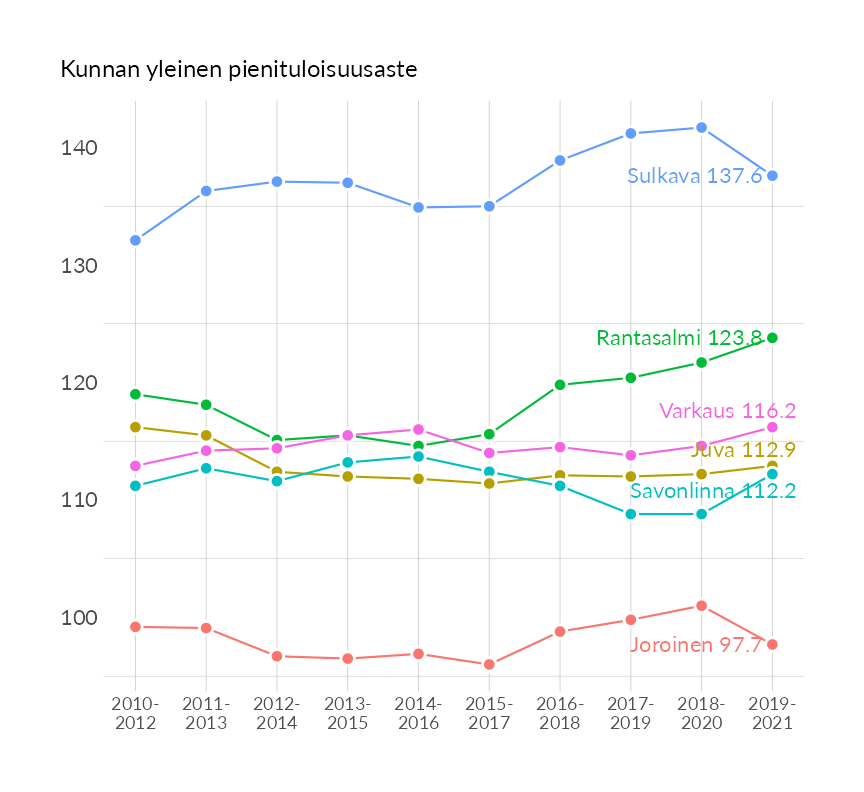 Kunnan yleinen pienituloisuusaste
140
Sulkava 137.6
130
Rantasalmi 123.8
120
Varkaus 116.2
Juva 112.9
Savonlinna 112.2
110
100
Joroinen 97.7
2010- 2011- 2012- 2013- 2014- 2015- 2016- 2017- 2018- 2019-
2012 2013 2014 2015 2016 2017 2018 2019 2020 2021